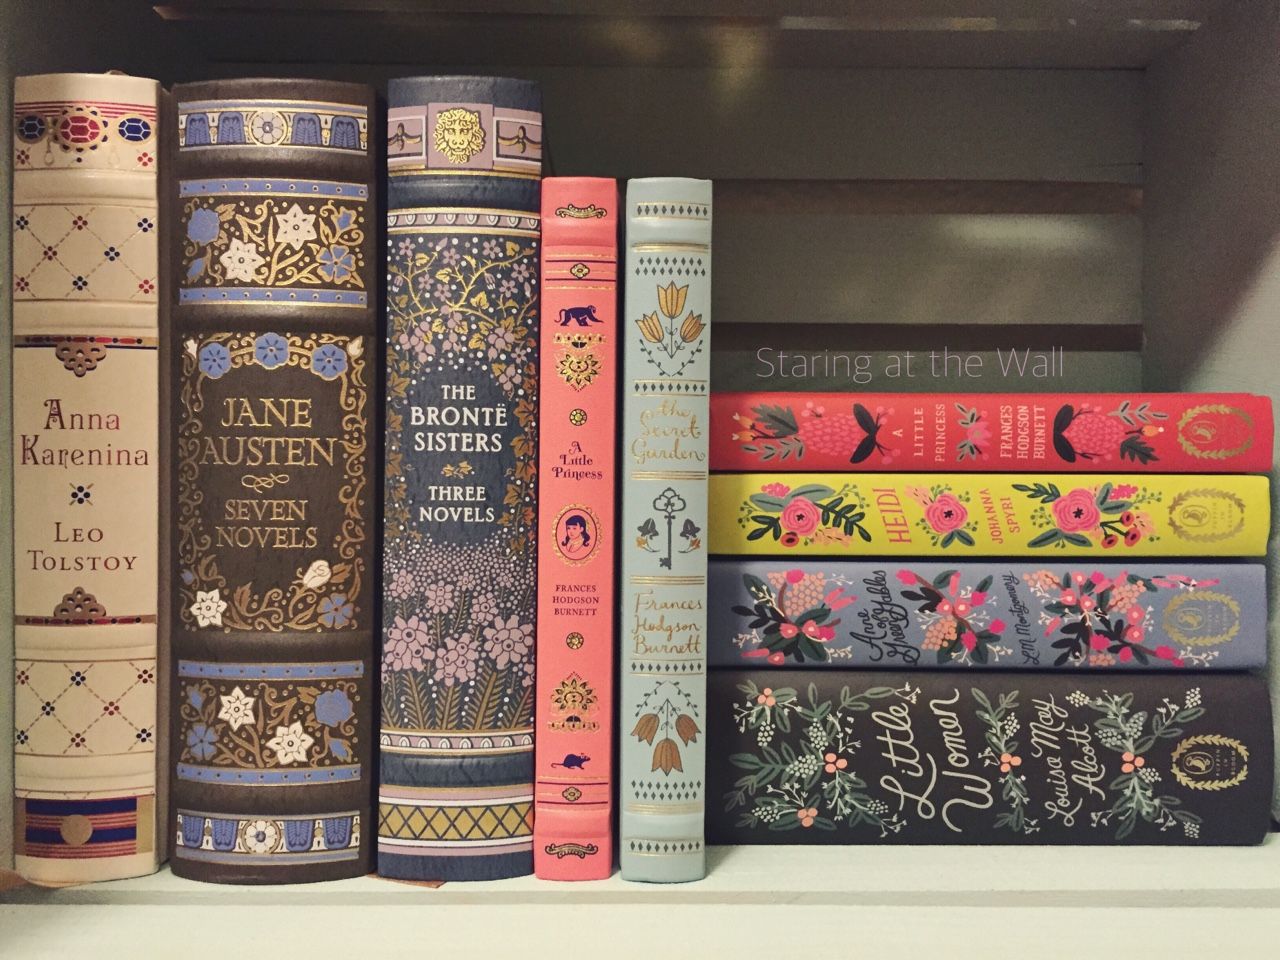 Anna
Karenina
Leo
Tolstoy
JANE
AUSTEN
SEVEN
NOVELS
THE
BRONTË
SISTERS
THREE
NOVELS
A
Little
Princess
FRANCES
HODGSON
BURNETT
the
Secret
Garden
Frances
Hodgson
Burnett
Staring at the Wall
A
LITTLE
PRINCESS
FRANCES
HODGSON
BURNETT
HEIDI
JOHANNA
SPYRI
Anne
of
Green Gables
L.M. Montgomery
Little
Women
Louisa May
Alcott